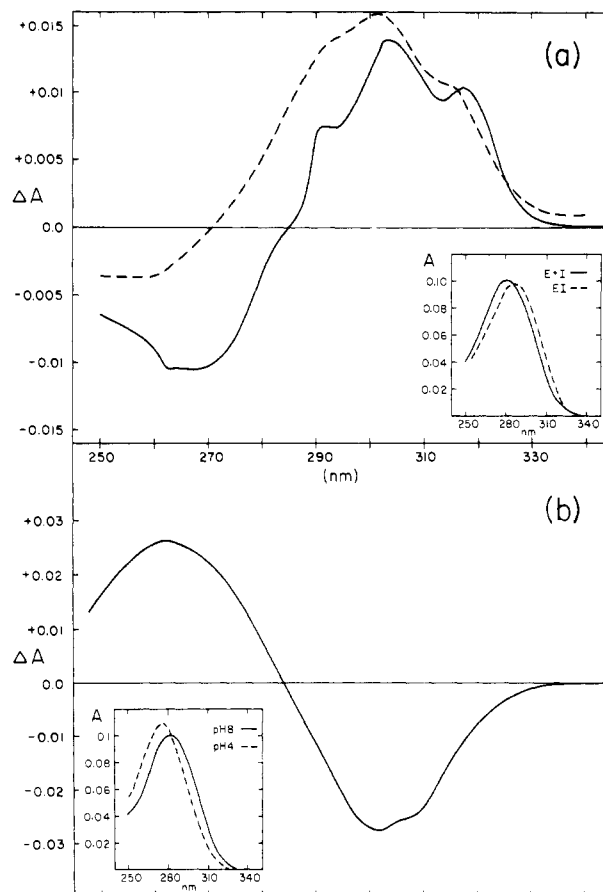 +0.015
(a)
+0.01
+0.005
ΔA
0.0
-0.005
-0.01
-0.015
A
E+I
EI
0.10
0.08
0.06
0.04
0.02
250 280 310 340
nm
250 270 290 310 330
(nm)
(b)
+0.03
+0.02
+0.01
ΔA
0.0
-0.01
-0.02
-0.03
A
pH8
pH4
0.1
0.08
0.06
0.04
0.02
250 280 310 340
nm